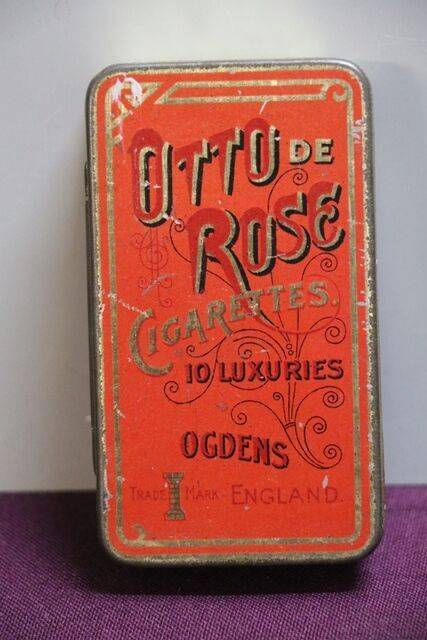 OTTO DE
ROSE
CIGARETTES.
10 LUXURIES
OGDENS
TRADE MARK ENGLAND.